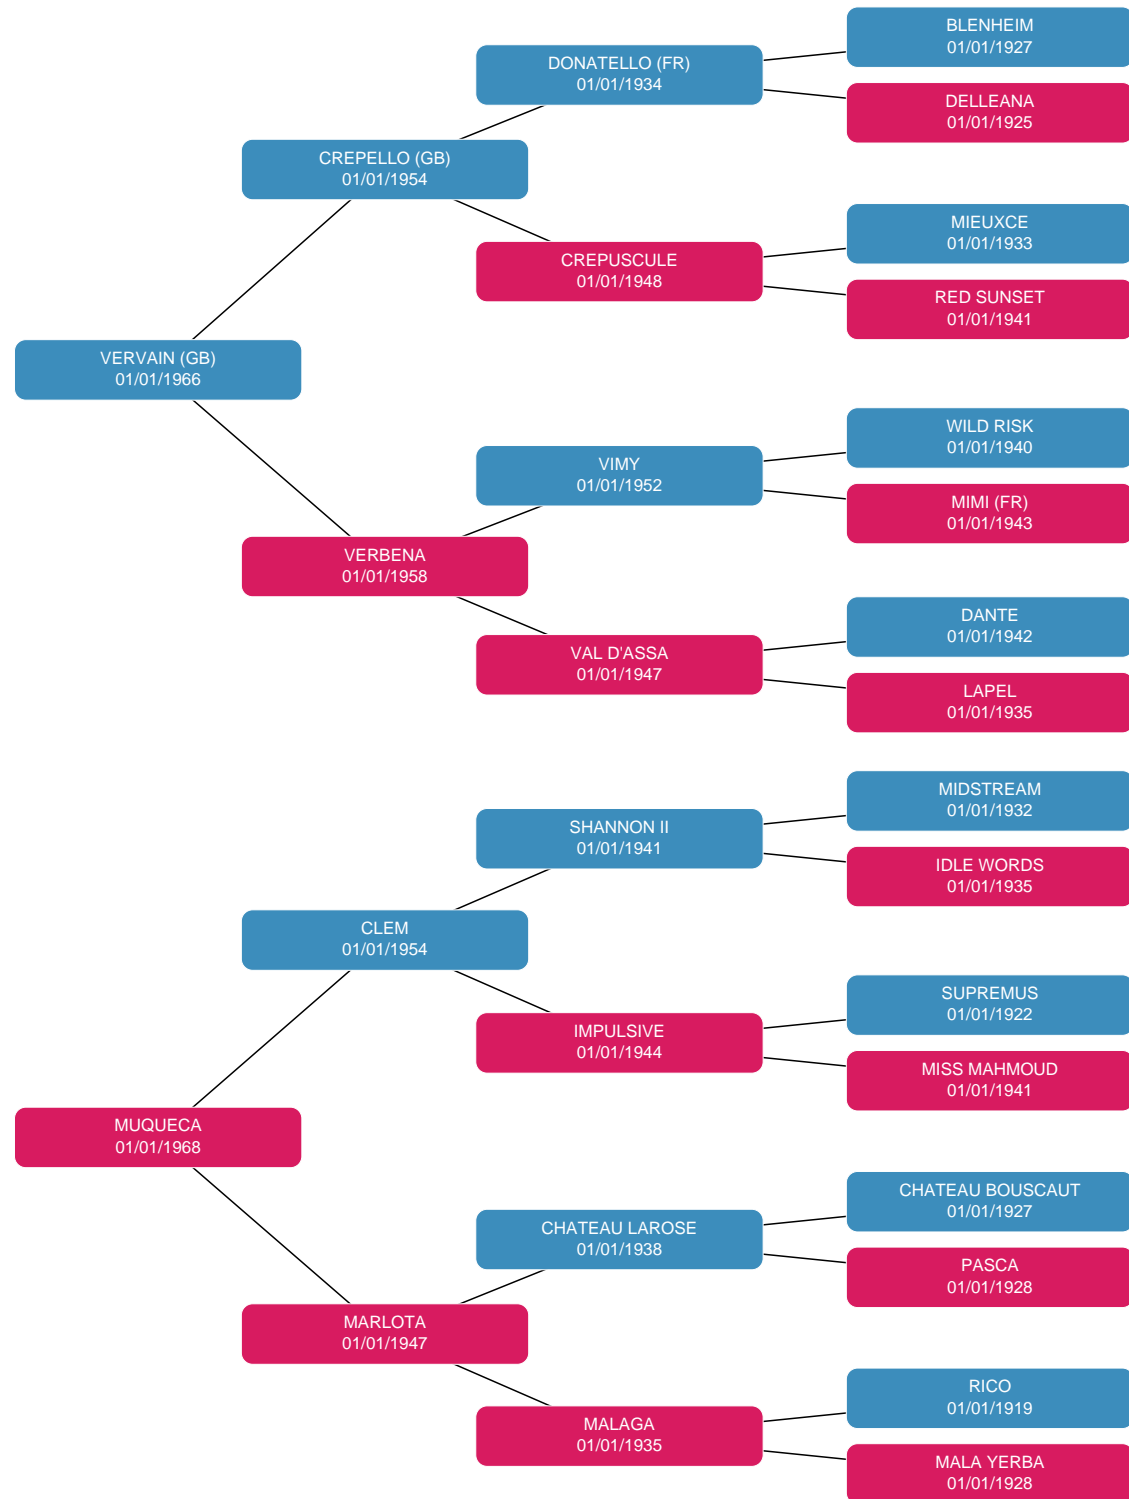 BLENHEIM
01/01/1927
DONATELLO (FR)
01/01/1934
DELLEANA
01/01/1925
CREPELLO (GB)
01/01/1954
MIEUXCE
01/01/1933
CREPUSCULE
01/01/1948
RED SUNSET
01/01/1941
VERVAIN (GB)
01/01/1966
WILD RISK
01/01/1940
VIMY
01/01/1952
MIMI (FR)
01/01/1943
VERBENA
01/01/1958
DANTE
01/01/1942
VAL D'ASSA
01/01/1947
LAPEL
01/01/1935
MIDSTREAM
01/01/1932
SHANNON II
01/01/1941
IDLE WORDS
01/01/1935
CLEM
01/01/1954
SUPREMUS
01/01/1922
IMPULSIVE
01/01/1944
MISS MAHMOUD
01/01/1941
MUQUECA
01/01/1968
CHATEAU BOUSCAUT
01/01/1927
CHATEAU LAROSE
01/01/1938
PASCA
01/01/1928
MARLOTA
01/01/1947
RICO
01/01/1919
MALAGA
01/01/1935
MALA YERBA
01/01/1928